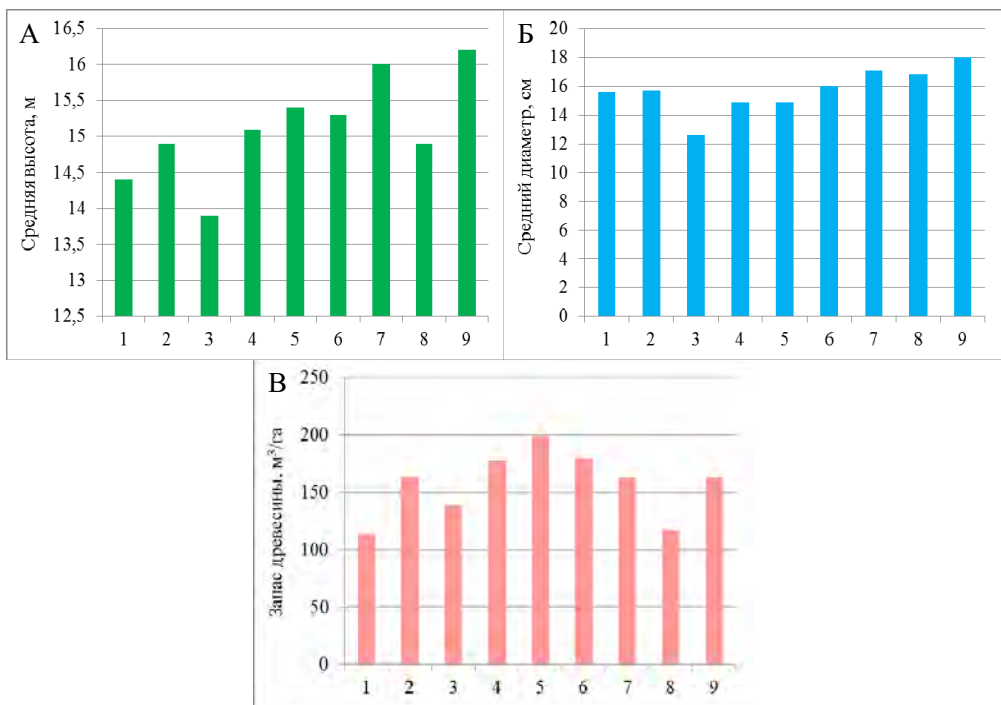 А
Средняя высота, м
16,5
16
15,5
15
14,5
14
13,5
13
12,5
1 2 3 4 5 6 7 8 9
Б
Средний диаметр, см
20
18
16
14
12
10
8
6
4
2
0
1 2 3 4 5 6 7 8 9
В
Запас древесины, м³/га
250
200
150
100
50
0
1 2 3 4 5 6 7 8 9